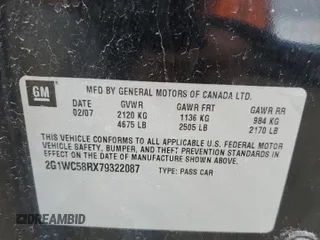 GM
MFD BY GENERAL MOTORS OF CANADA LTD.
DATE GVWR GAWR FRT GAWR RR
02/07 2120 KG 1136 KG 984 KG
4675 LB 2505 LB 2170 LB
THIS VEHICLE CONFORMS TO ALL APPLICABLE U.S. FEDERAL MOTOR
VEHICLE SAFETY, BUMPER, AND THEFT PREVENTION STANDARDS IN
EFFECT ON THE DATE OF MANUFACTURE SHOWN ABOVE.
2G1WC58RX79322087 TYPE: PASS CAR